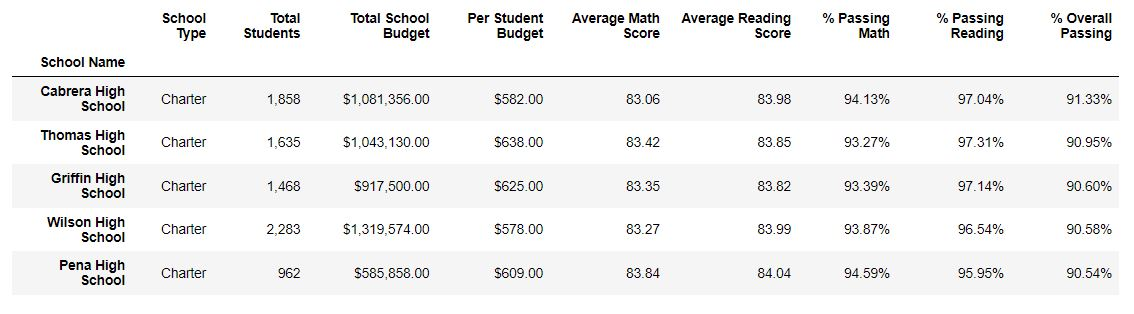 School Type Total Students Total School Budget Per Student Budget Average Math Score Average Reading Score % Passing Math % Passing Reading % Overall Passing
School Name
Cabrera High School Charter 1,858 $1,081,356.00 $582.00 83.06 83.98 94.13% 97.04% 91.33%
Thomas High School Charter 1,635 $1,043,130.00 $638.00 83.42 83.85 93.27% 97.31% 90.95%
Griffin High School Charter 1,468 $917,500.00 $625.00 83.35 83.82 93.39% 97.14% 90.60%
Wilson High School Charter 2,283 $1,319,574.00 $578.00 83.27 83.99 93.87% 96.54% 90.58%
Pena High School Charter 962 $585,858.00 $609.00 83.84 84.04 94.59% 95.95% 90.54%